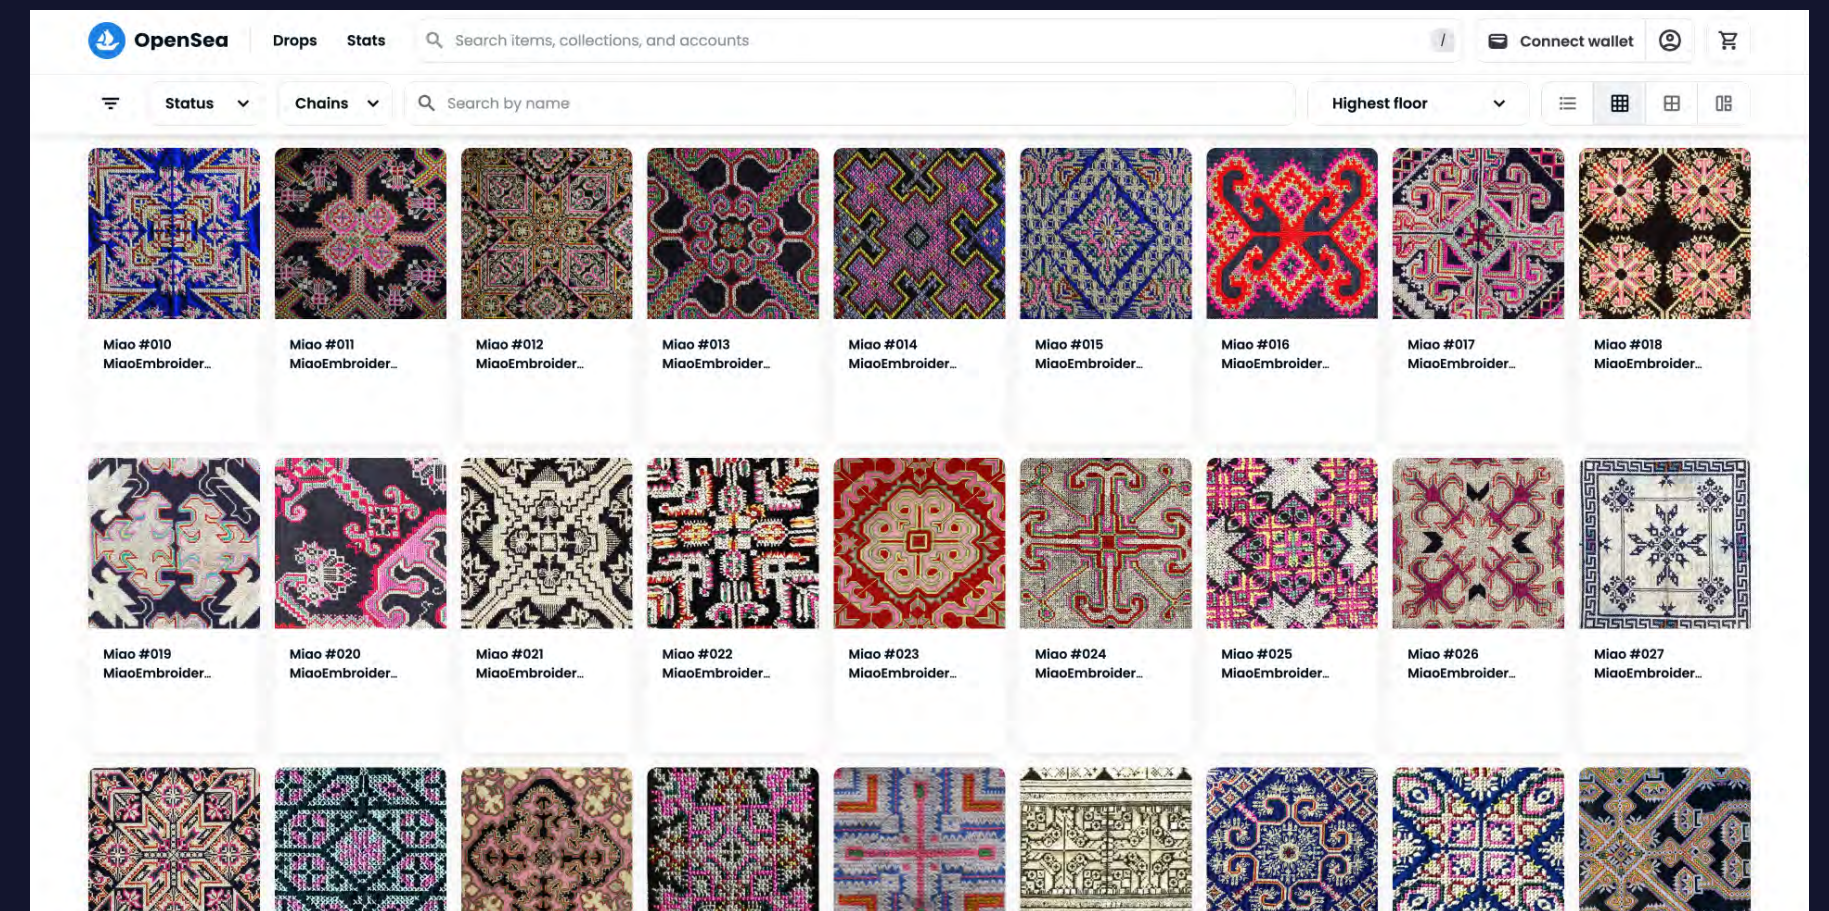 OpenSea Drops Stats Search items, collections, and accounts / Connect wallet
Status Chains Search by name Highest floor
Miao #010 Miao #011 Miao #012 Miao #013 Miao #014 Miao #015 Miao #016 Miao #017 Miao #018
MiaoEmbroider... MiaoEmbroider... MiaoEmbroider... MiaoEmbroider... MiaoEmbroider... MiaoEmbroider... MiaoEmbroider... MiaoEmbroider... MiaoEmbroider...
Miao #019 Miao #020 Miao #021 Miao #022 Miao #023 Miao #024 Miao #025 Miao #026 Miao #027
MiaoEmbroider... MiaoEmbroider... MiaoEmbroider... MiaoEmbroider... MiaoEmbroider... MiaoEmbroider... MiaoEmbroider... MiaoEmbroider... MiaoEmbroider...